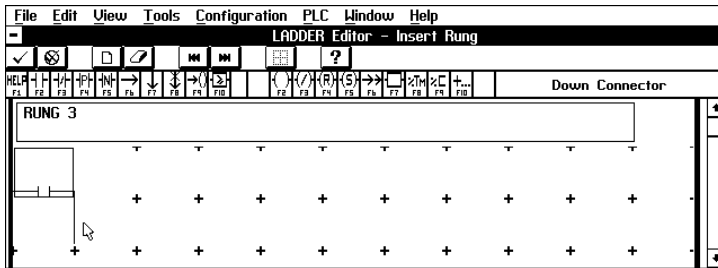 File Edit View Tools Configuration PLC Window Help
LADDER Editor - Insert Rung
?
HELP P N ( ) (/) (R) (S) %TM %C +...
F1 F2 F3 F4 F5 F6 F7 F8 F9 F10 F2 F3 F4 F5 F6 F7 F8 F9 F10
Down Connector
RUNG 3